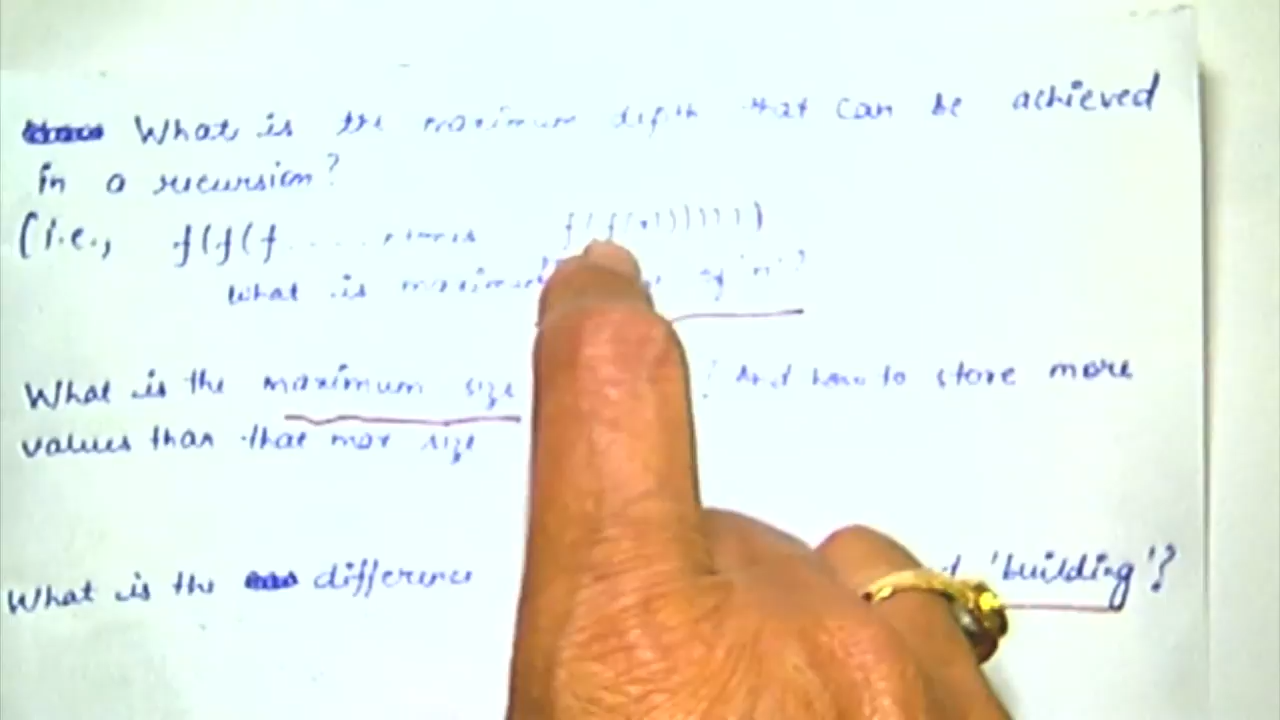 What is the maximum depth that can be achieved
in a recursion?
(i.e., f(f(f ..... f(f(x))))))
What is maximum of 'n'?
What is the maximum size ? And how to store more
values than that max size
What is the difference 'building'?